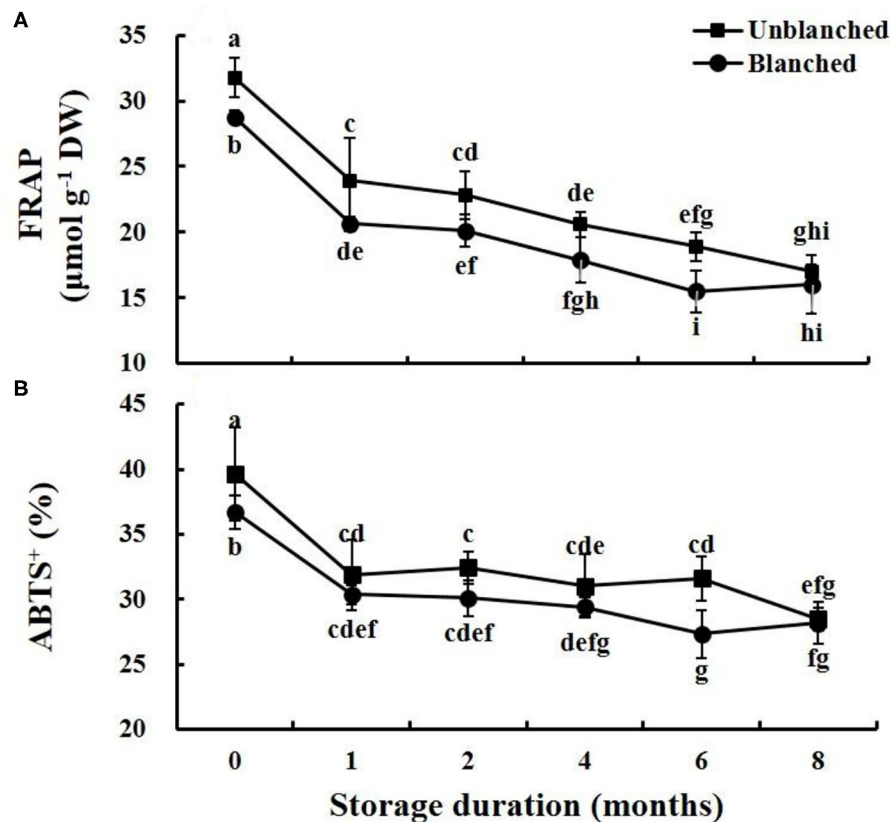 A
Unblanched
Blanched
35
30
25
20
15
10
FRAP
(µmol g⁻¹ DW)
a
c
cd
de
efg
ghi
b
de
ef
fgh
i
hi
B
45
40
35
30
25
20
ABTS⁺ (%)
a
cd
c
cde
cd
efg
b
cdef
cdef
defg
g
fg
0 1 2 4 6 8
Storage duration (months)